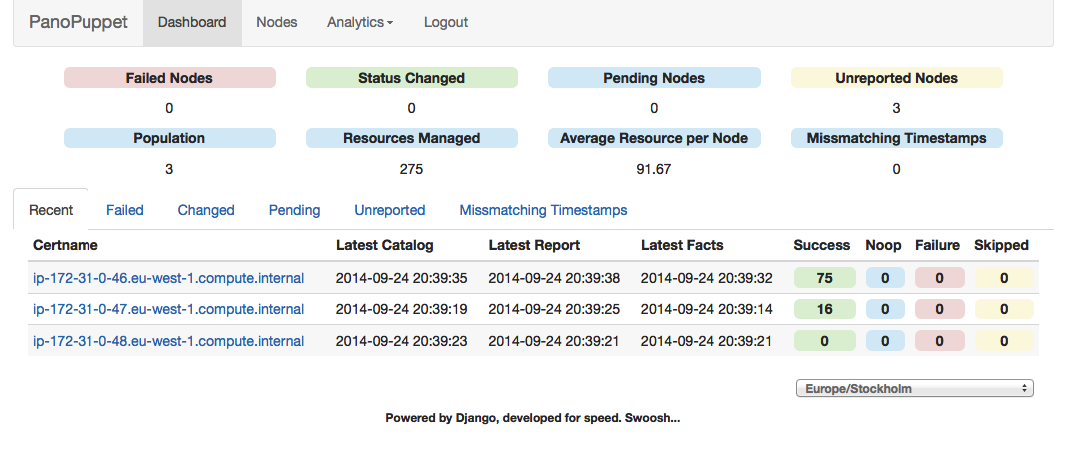 PanoPuppet Dashboard Nodes Analytics Logout
Failed Nodes Status Changed Pending Nodes Unreported Nodes
0 0 0 3
Population Resources Managed Average Resource per Node Missmatching Timestamps
3 275 91.67 0
Recent Failed Changed Pending Unreported Missmatching Timestamps
Certname Latest Catalog Latest Report Latest Facts Success Noop Failure Skipped
ip-172-31-0-46.eu-west-1.compute.internal 2014-09-24 20:39:35 2014-09-24 20:39:38 2014-09-24 20:39:32 75 0 0 0
ip-172-31-0-47.eu-west-1.compute.internal 2014-09-24 20:39:19 2014-09-24 20:39:25 2014-09-24 20:39:14 16 0 0 0
ip-172-31-0-48.eu-west-1.compute.internal 2014-09-24 20:39:23 2014-09-24 20:39:21 2014-09-24 20:39:21 0 0 0 0
Europe/Stockholm
Powered by Django, developed for speed. Swoosh...